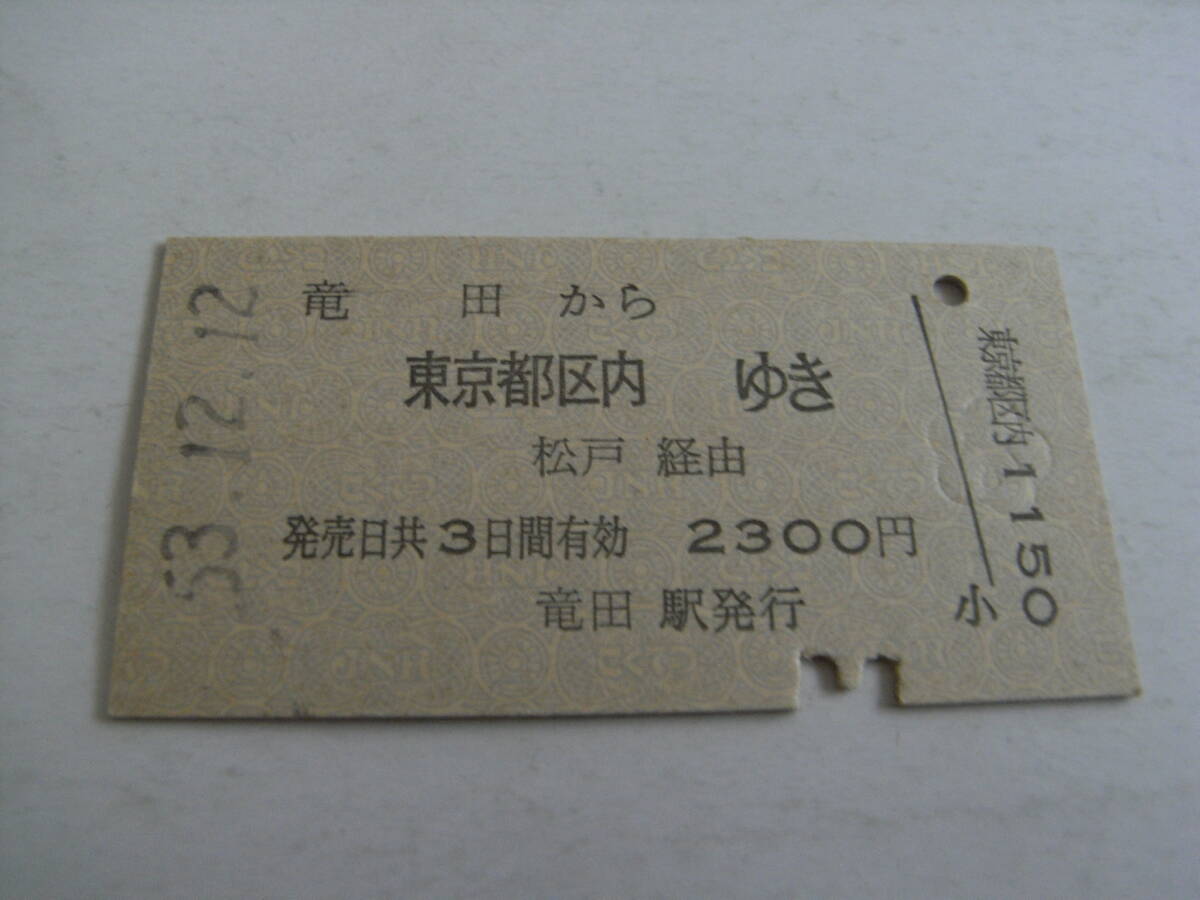 53.12.12
竜田から
東京都区内 ゆき
松戸 経由
発売日共3日間有効 2300円
竜田 駅発行
東京都区内 1150
小